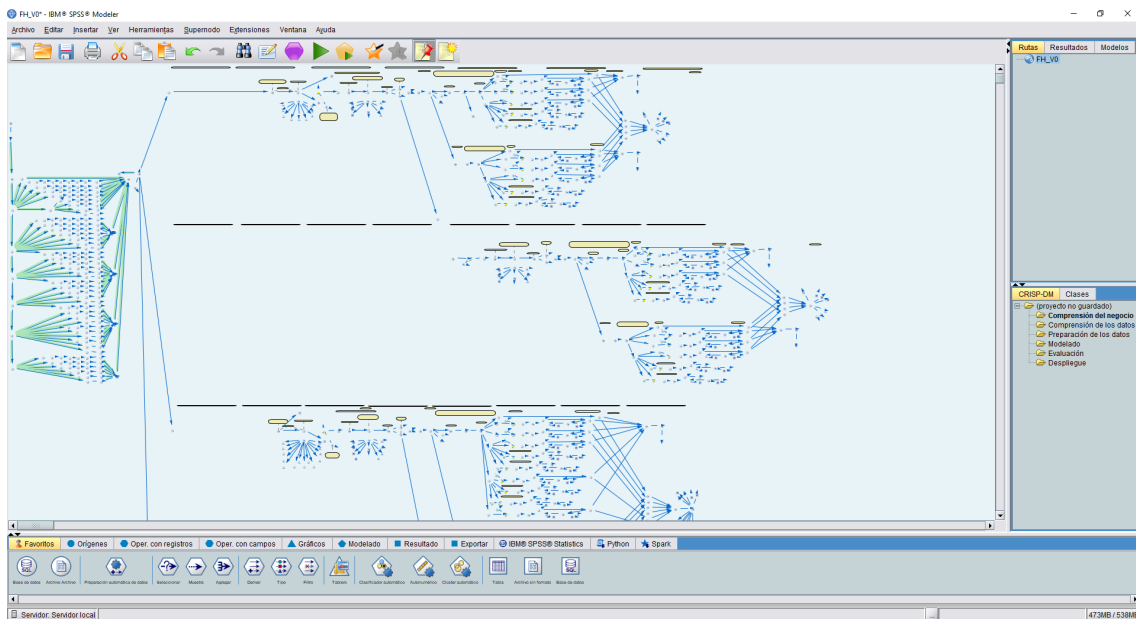 FH_V0* - IBM® SPSS® Modeler
Archivo Editar Insertar Ver Herramientas Supernodo Extensiones Ventana Ayuda
Rutas Resultados Modelos
FH_V0
CRISP-DM Clases
(proyecto no guardado)
Comprensión del negocio
Comprensión de los datos
Preparación de los datos
Modelado
Evaluación
Despliegue
Favoritos Orígenes Oper. con registros Oper. con campos Gráficos Modelado Resultado Exportar IBM® SPSS® Statistics Python Spark
Base de datos Archivo Archivo Preparación automática de datos Seleccionar Muestra Agregar Derivar Tipo Filtro Tablero Clasificador automático Autonumérico Clúster automático Tabla Archivo sin formato Base de datos
Servidor: Servidor local
473MB / 538MB